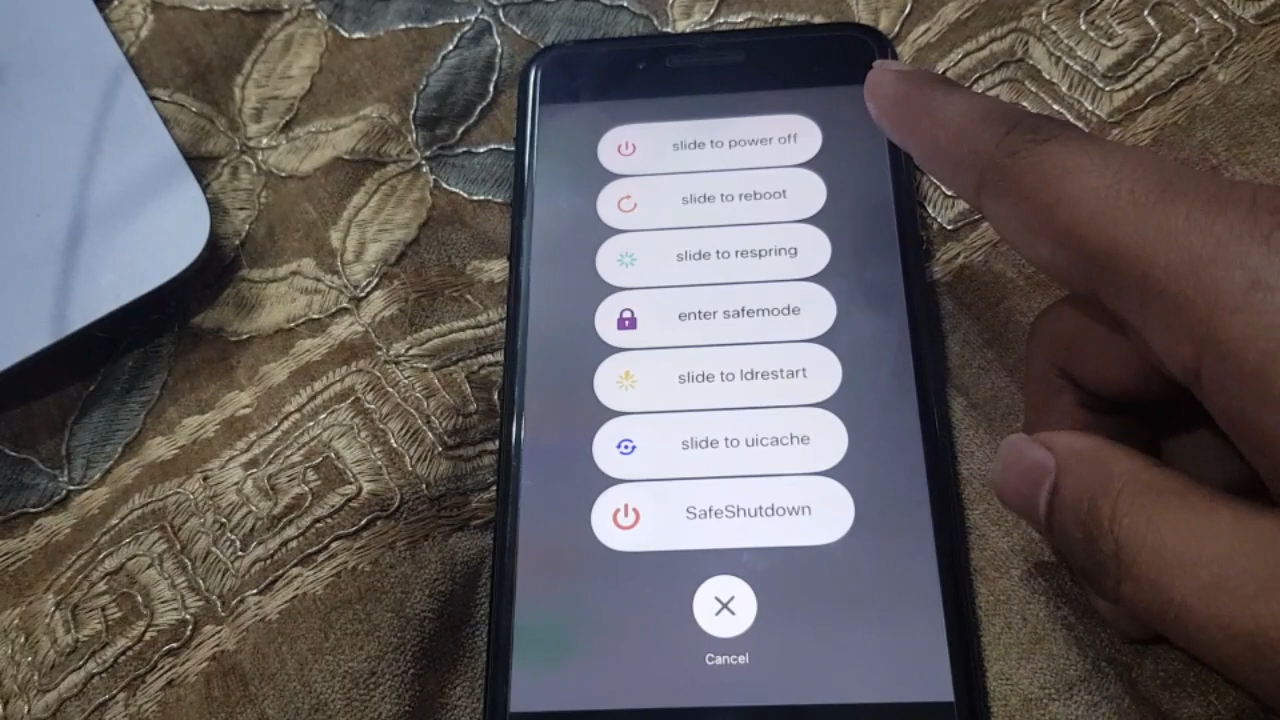 slide to power off
slide to reboot
slide to respring
enter safemode
slide to ldrestart
slide to uicache
SafeShutdown
Cancel